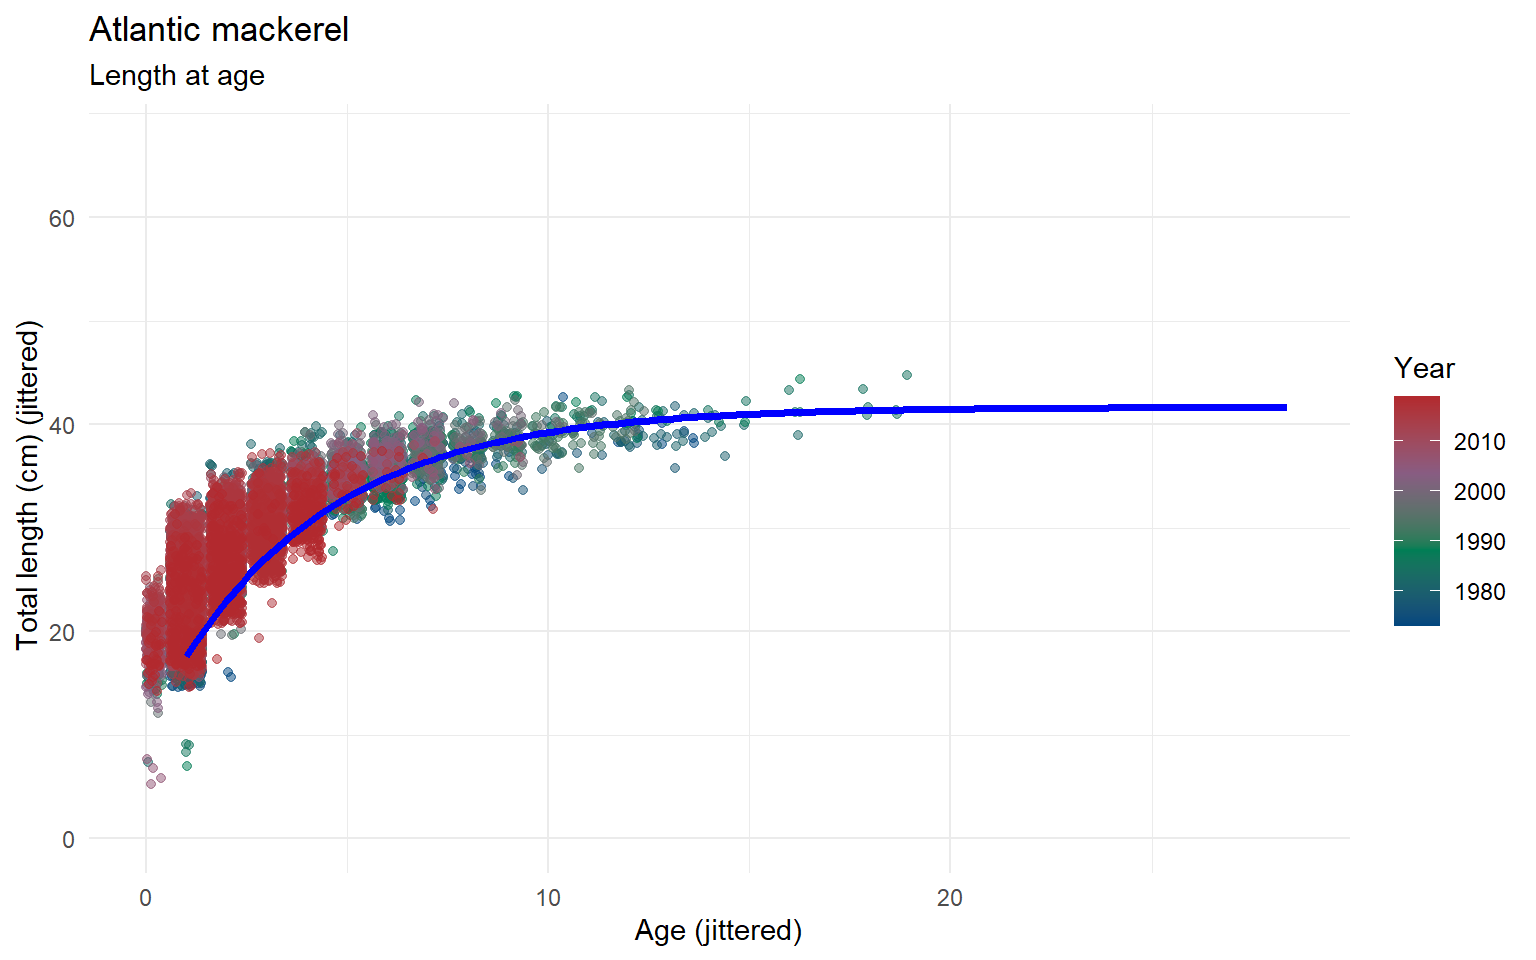 Atlantic mackerel
Length at age
Total length (cm) (jittered)
60
40
20
0
0
10
20
Age (jittered)
Year
2010
2000
1990
1980